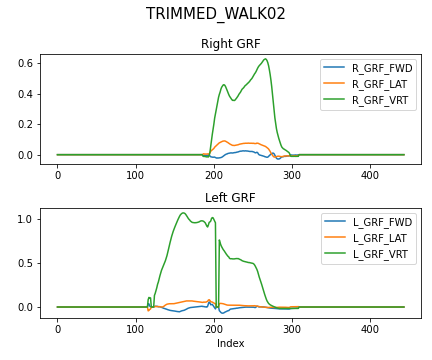 TRIMMED_WALK02
Right GRF
0.6
0.4
0.2
0.0
R_GRF_FWD
R_GRF_LAT
R_GRF_VRT
0
100
200
300
400
Left GRF
1.0
0.5
0.0
L_GRF_FWD
L_GRF_LAT
L_GRF_VRT
0
100
200
300
400
Index